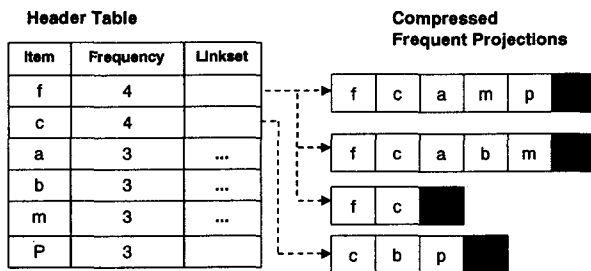 Header Table
Compressed
Frequent Projections
Item Frequency Linkset
f 4
c 4
a 3 ...
b 3 ...
m 3 ...
P 3
f c a m p
f c a b m
f c
c b p